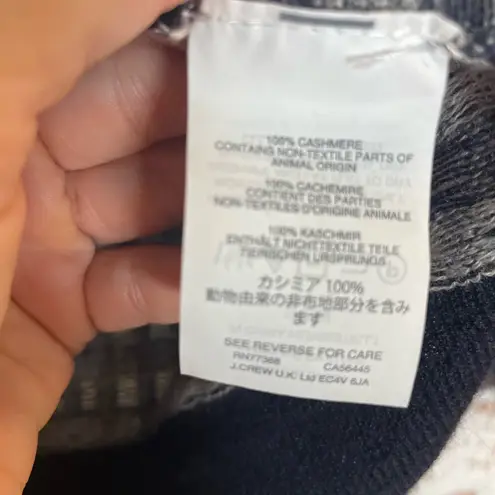 100% CASHMERE
CONTAINS NON-TEXTILE PARTS OF
ANIMAL ORIGIN
100% CACHEMIRE
CONTIENT DES PARTIES
NON-TEXTILES D'ORIGINE ANIMALE
100% KASCHMIR
ENTHÄLT NICHTTEXTILE TEILE
TIERISCHEN URSPRUNGS
カシミア 100%
動物由来の非布地部分を含み
ます
SEE REVERSE FOR CARE
RN77388 CA56445
J.CREW U.K. Ltd EC4V 6JA